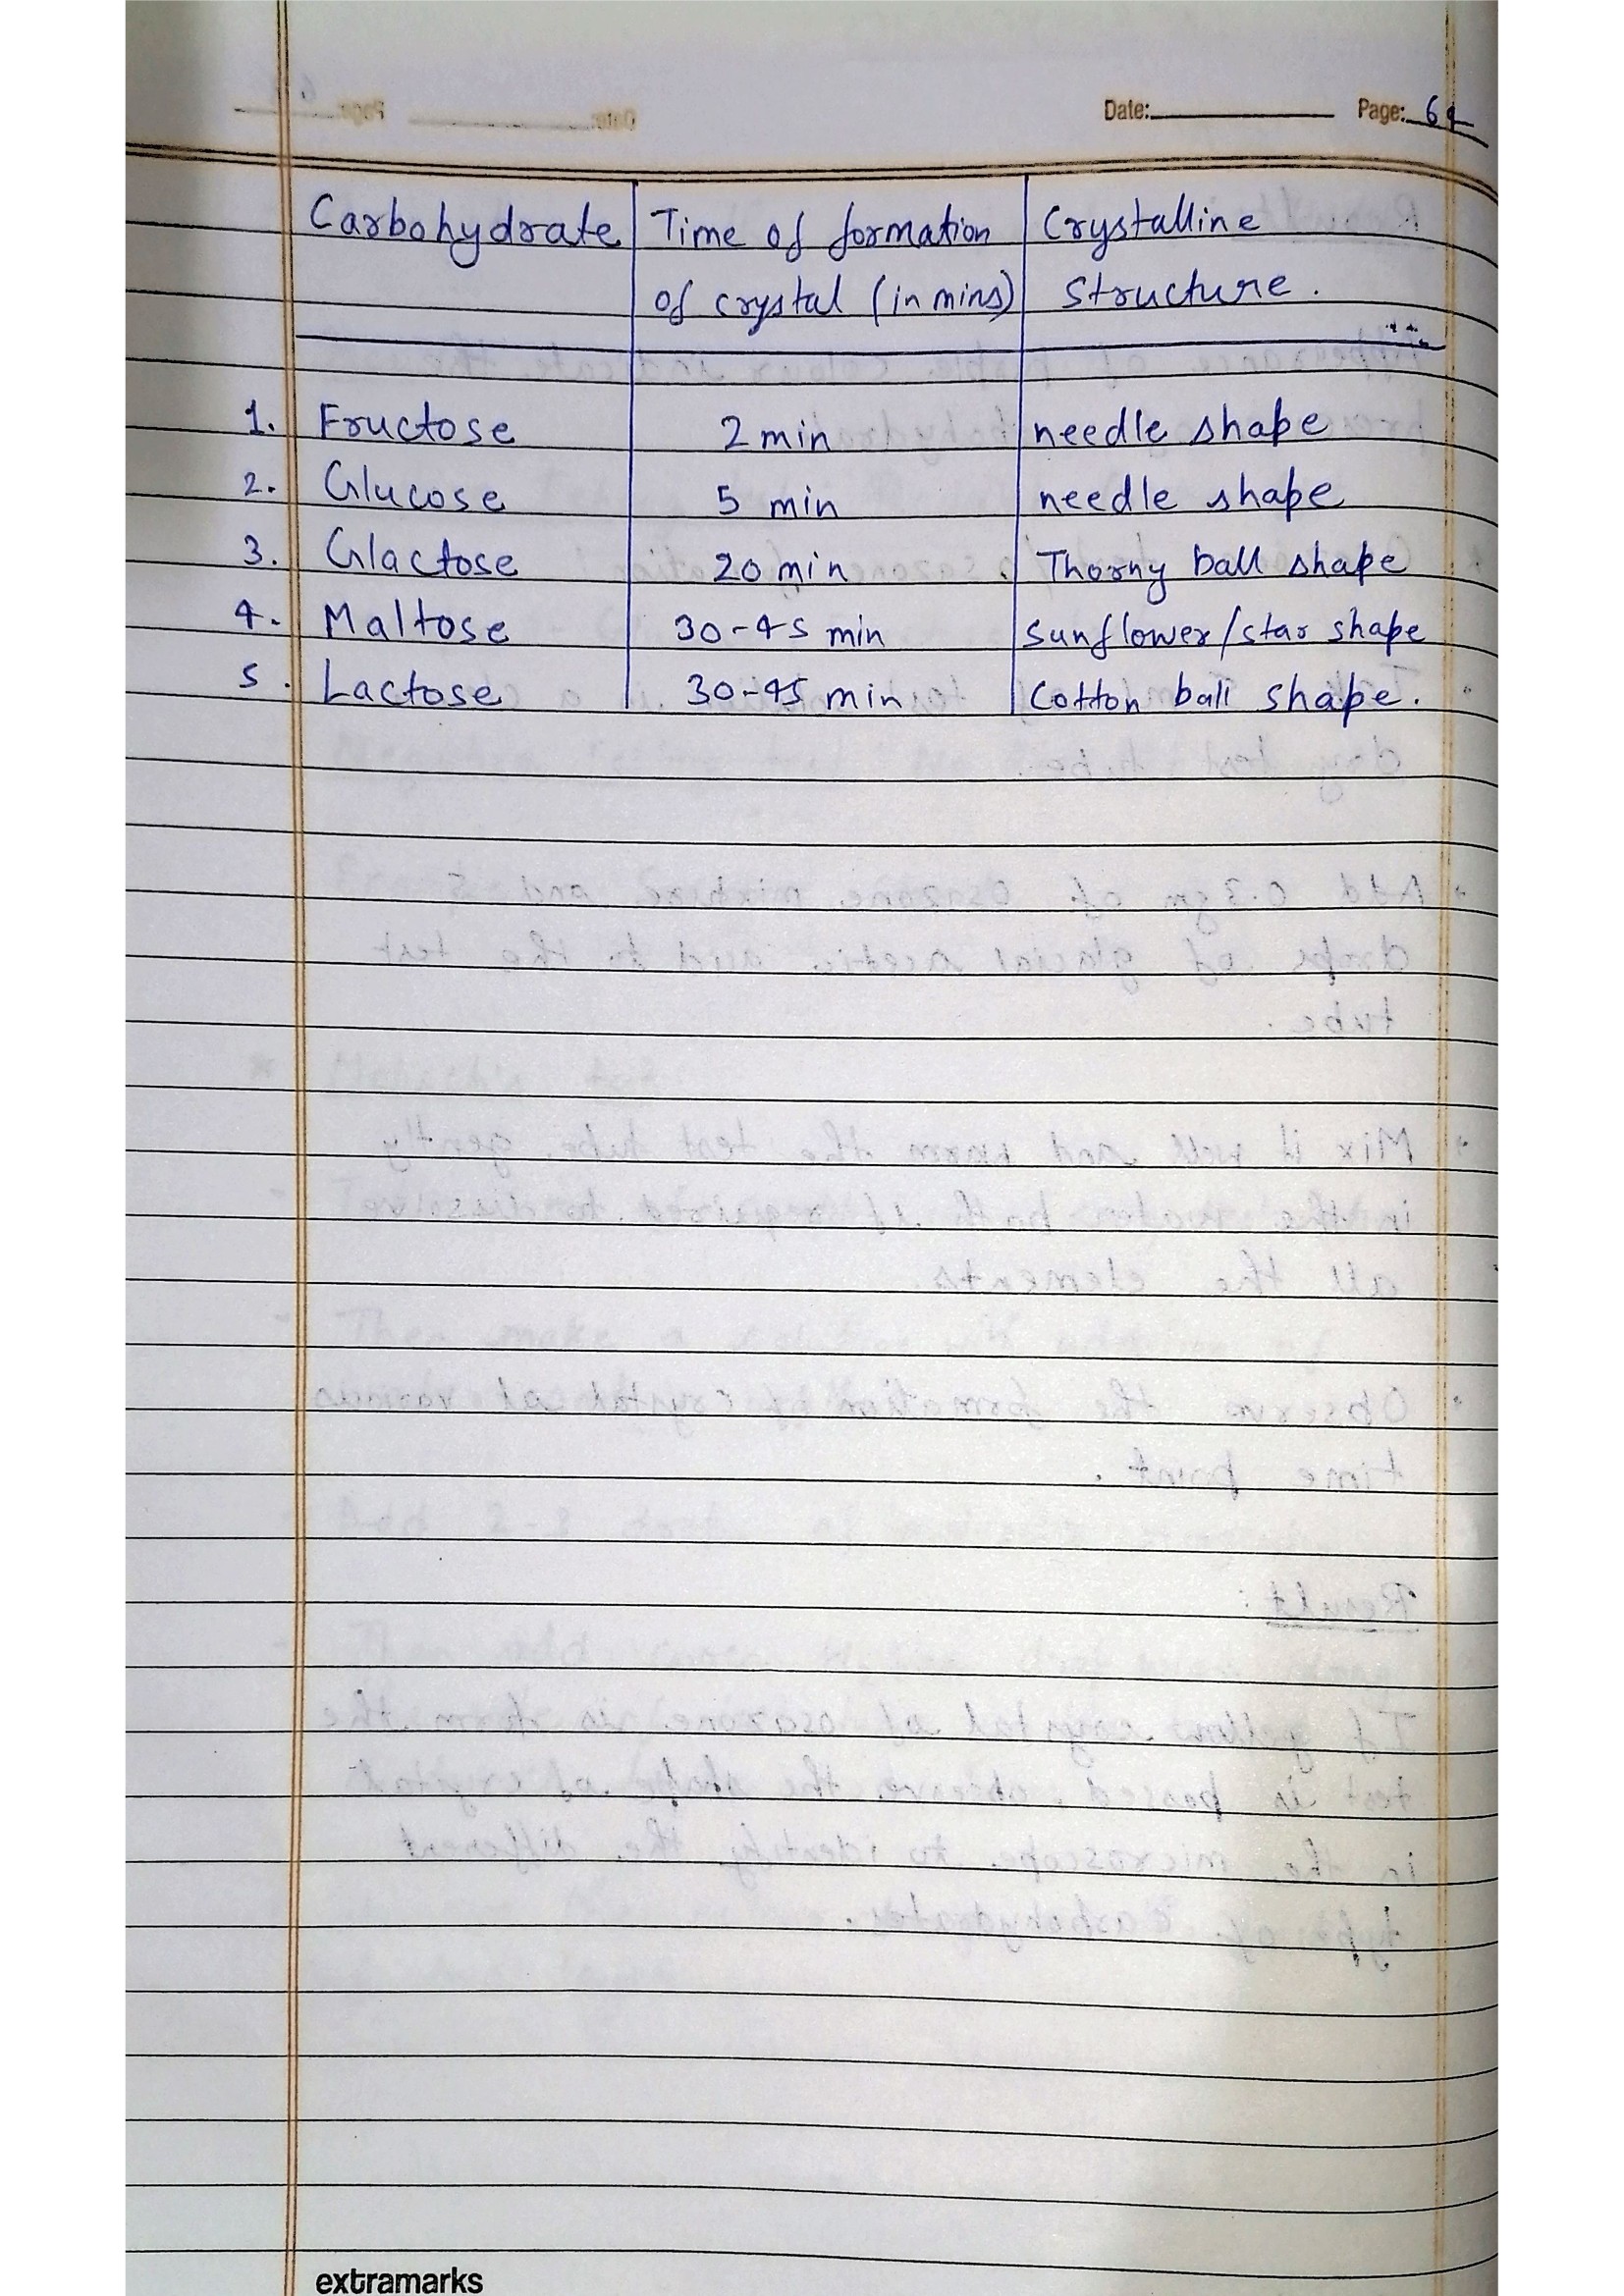 Date: Page: 64
Carbohydrate | Time of formation of crystal (in mins) | Crystalline Structure.
1. Fructose | 2 min | needle shape
2. Glucose | 5 min | needle shape
3. Glactose | 20 min | Thorny ball shape
4. Maltose | 30-45 min | Sunflower/star shape
5. Lactose | 30-45 min | Cotton ball shape.
extramarks